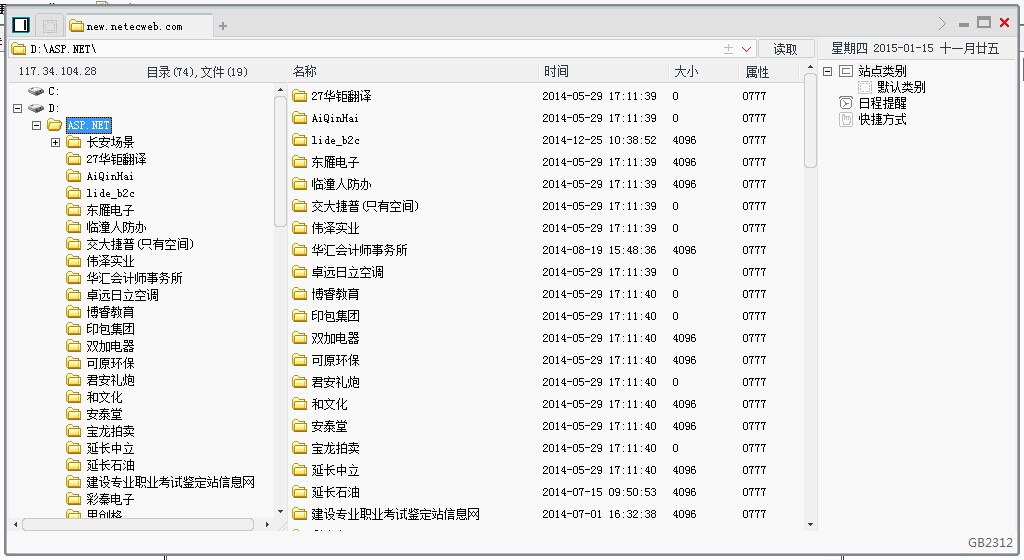 new.netecweb.com
D:\ASP.NET\
读取
星期四 2015-01-15 十一月廿五
117.34.104.28 目录(74),文件(19)
名称 时间 大小 属性
C:
D:
ASP.NET
长安场景
27华钜翻译
AiQinHai
lide_b2c
东雁电子
临潼人防办
交大捷普(只有空间)
伟泽实业
华汇会计师事务所
卓远日立空调
博睿教育
印包集团
双加电器
可原环保
君安礼炮
和文化
安泰堂
宝龙拍卖
延长中立
延长石油
建设专业职业考试鉴定站信息网
彩秦电子
27华钜翻译 2014-05-29 17:11:39 0 0777
AiQinHai 2014-05-29 17:11:39 0 0777
lide_b2c 2014-12-25 10:38:52 4096 0777
东雁电子 2014-05-29 17:11:39 4096 0777
临潼人防办 2014-05-29 17:11:39 4096 0777
交大捷普(只有空间) 2014-05-29 17:11:39 0 0777
伟泽实业 2014-05-29 17:11:39 0 0777
华汇会计师事务所 2014-08-19 15:48:36 4096 0777
卓远日立空调 2014-05-29 17:11:39 0 0777
博睿教育 2014-05-29 17:11:40 0 0777
印包集团 2014-05-29 17:11:40 0 0777
双加电器 2014-05-29 17:11:40 4096 0777
可原环保 2014-05-29 17:11:40 4096 0777
君安礼炮 2014-05-29 17:11:40 0 0777
和文化 2014-05-29 17:11:40 4096 0777
安泰堂 2014-05-29 17:11:40 4096 0777
宝龙拍卖 2014-05-29 17:11:40 0 0777
延长中立 2014-05-29 17:11:40 4096 0777
延长石油 2014-07-15 09:50:53 4096 0777
建设专业职业考试鉴定站信息网 2014-07-01 16:32:38 4096 0777
站点类别
默认类别
日程提醒
快捷方式
GB2312